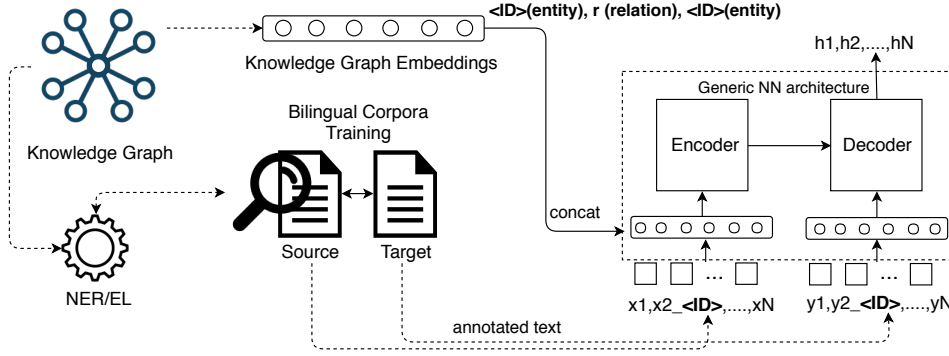 <ID>(entity), r (relation), <ID>(entity)
Knowledge Graph Embeddings
h1,h2,....,hN
Generic NN architecture
Bilingual Corpora
Training
Knowledge Graph
Encoder
Decoder
concat
Source
Target
NER/EL
...
...
x1,x2_<ID>,....,xN
y1,y2_<ID>,....,yN
annotated text